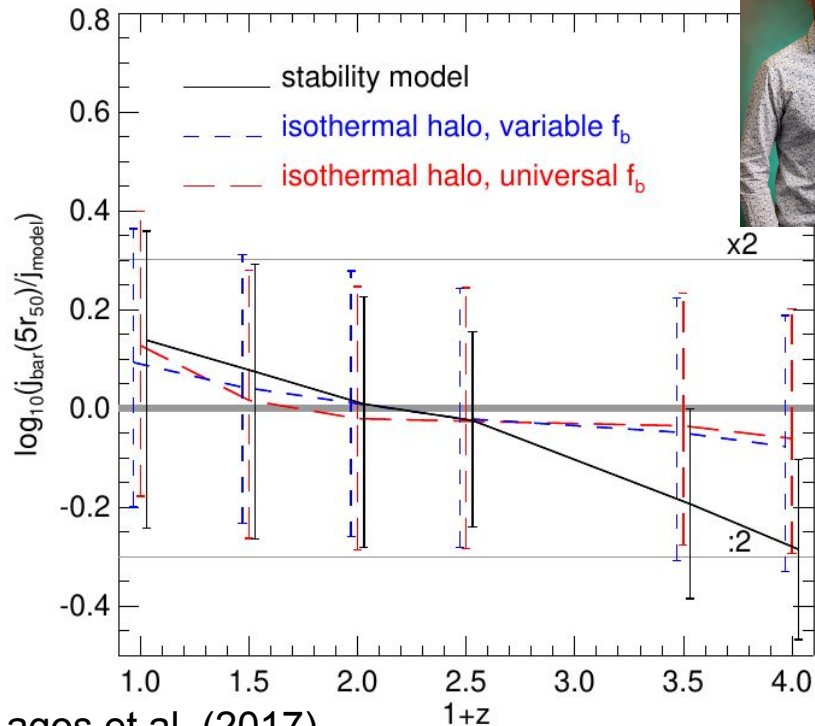 0.8
0.6
0.4
0.2
0.0
-0.2
-0.4
log₁₀(j_bar(5r₅₀)/j_model)
stability model
isothermal halo, variable f_b
isothermal halo, universal f_b
x2
:2
1.0 1.5 2.0 2.5 3.0 3.5 4.0
1+z
et al. (2017)